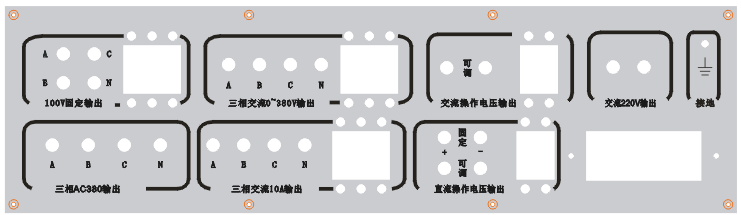 A C
B N
100V固定输出
A B C N
三相交流0~380V输出
可调
交流操作电压输出
交流220V输出
接地
A B C N
三相AC380输出
A B C N
三相交流10A输出
固定
+ -
可调
直流操作电压输出